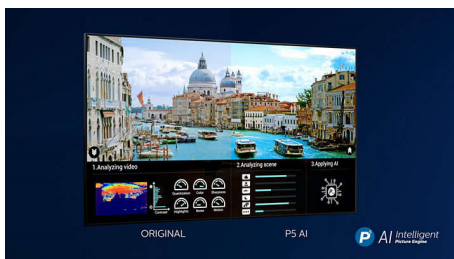 1.Analyzing video
2.Analyzing scene
3.Applying AI
Quantization
Color
Sharpness
Contrast
Highlights
Noise
Motion
ORIGINAL
P5 AI
P AI Intelligent
Picture Engine